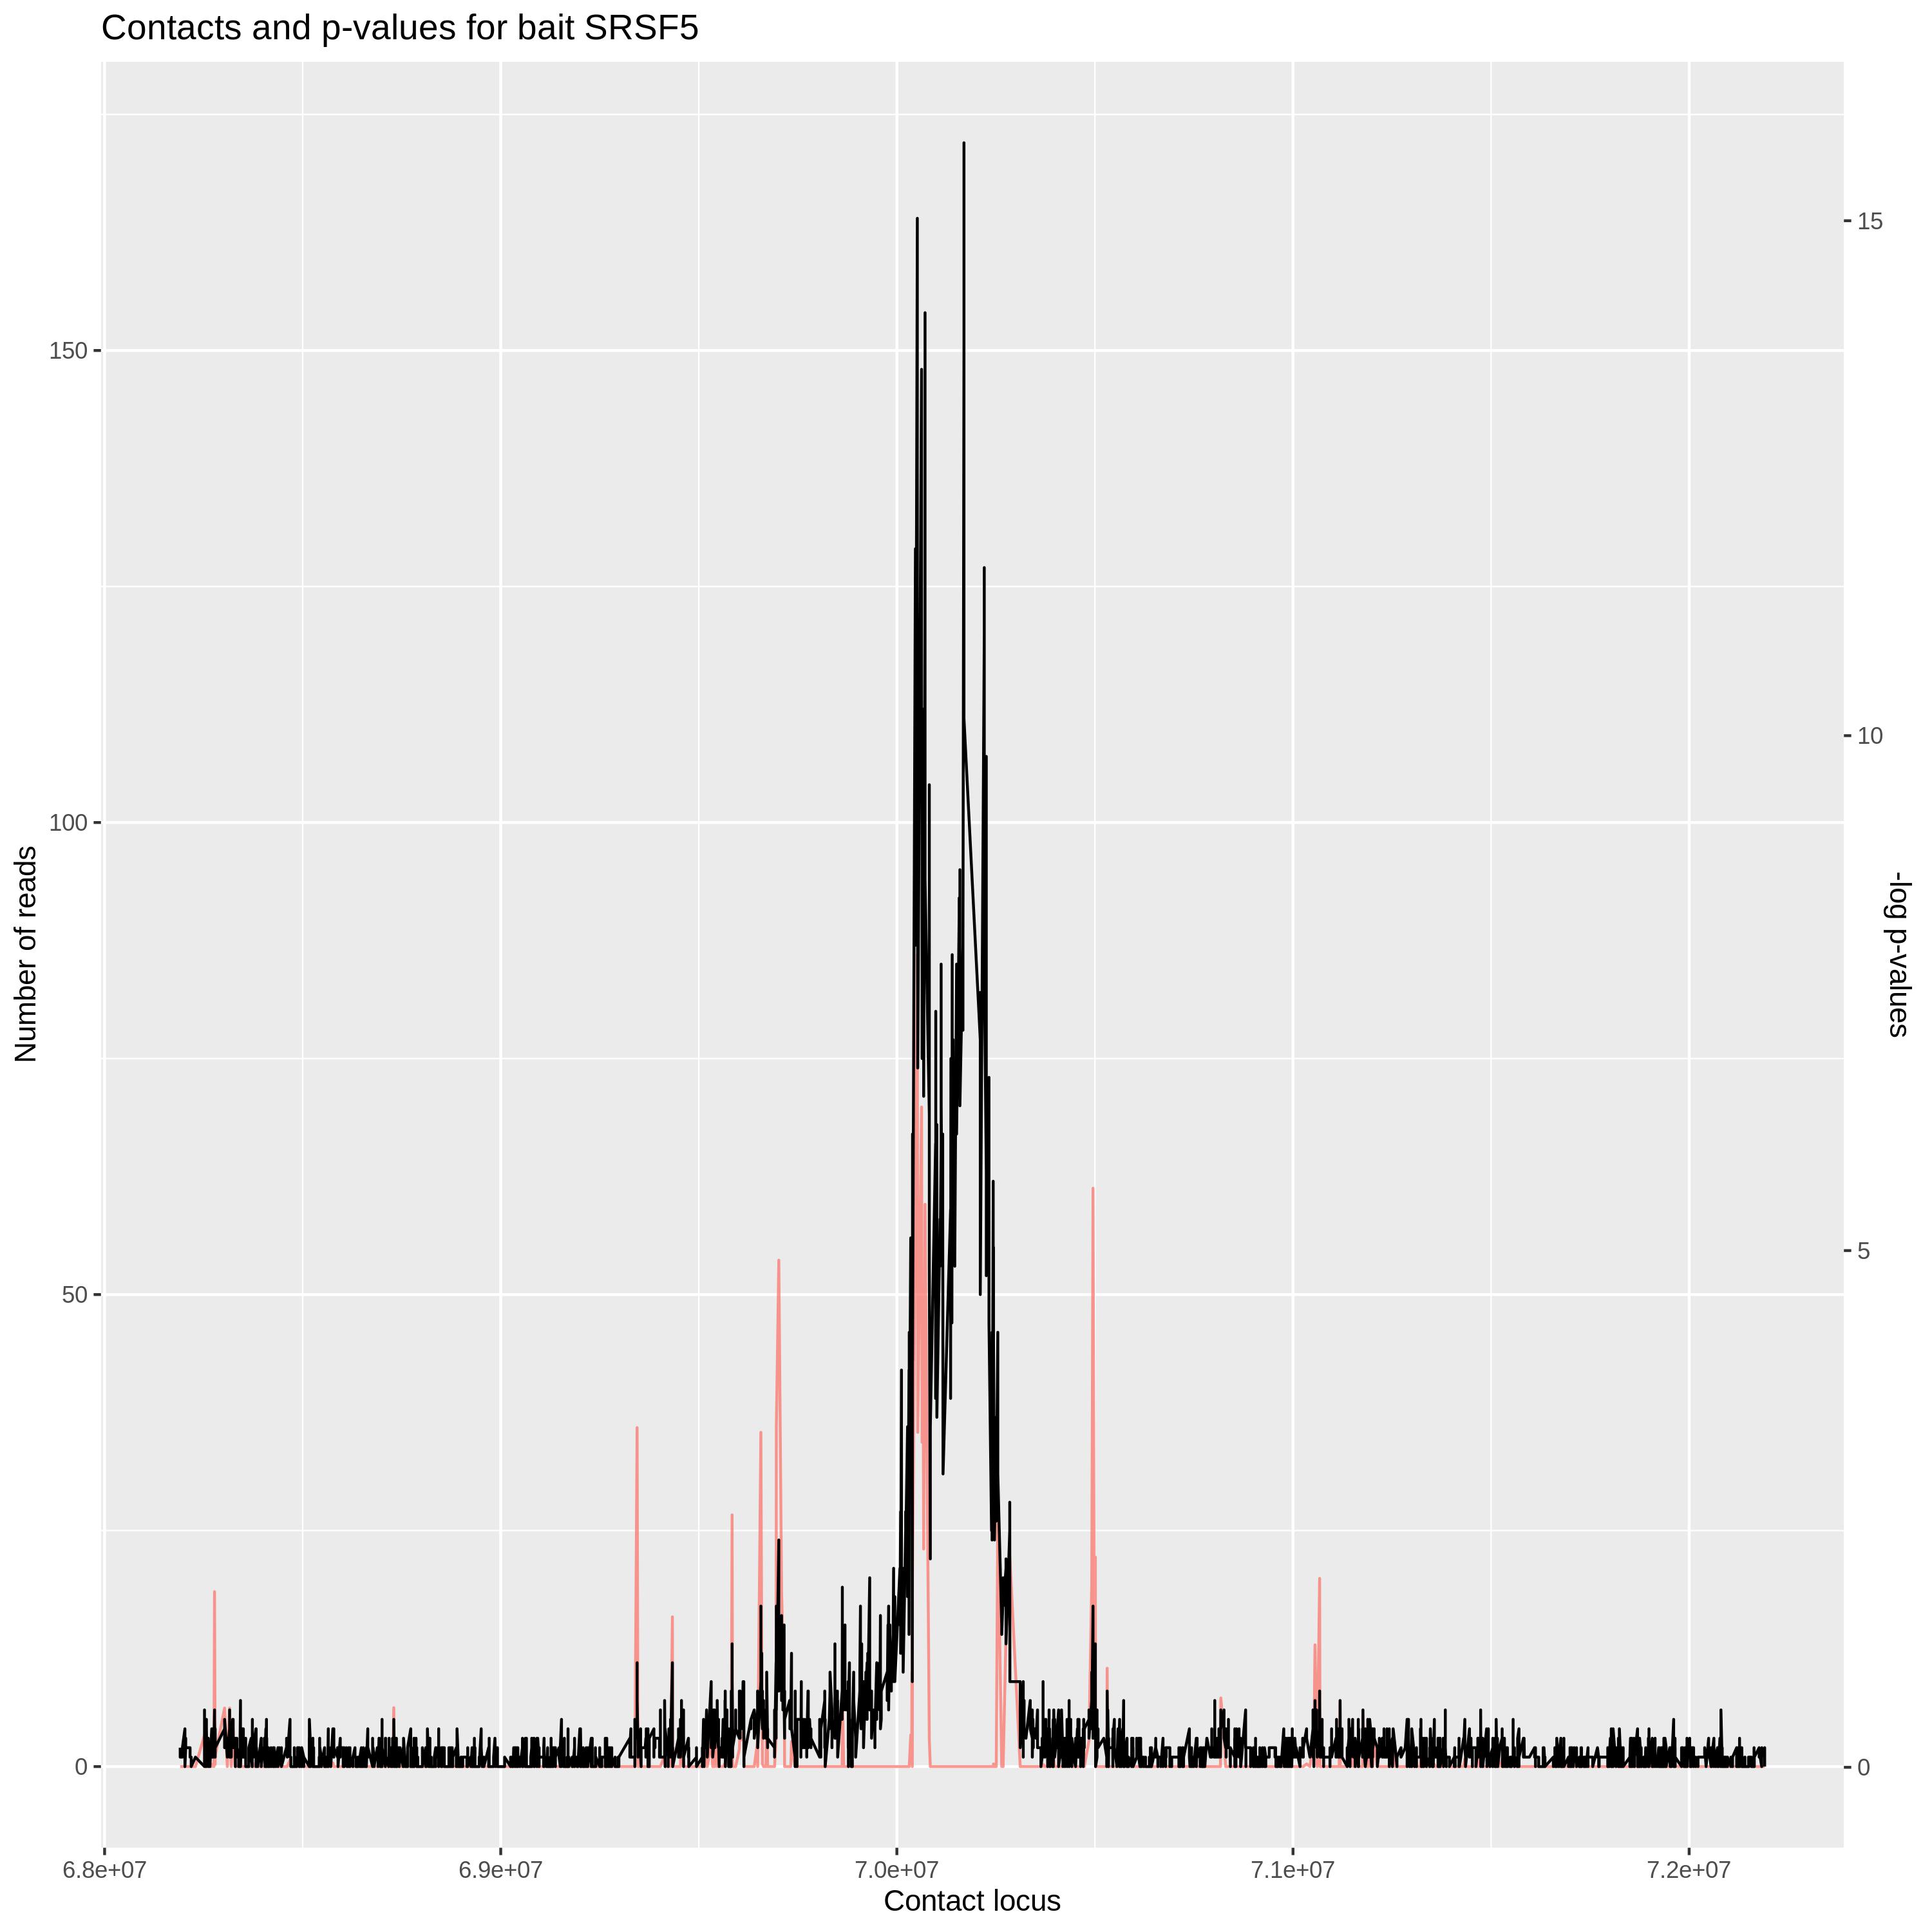 Contacts and p-values for bait SRSF5
150
100
50
0
Number of reads
15
10
5
0
-log p-values
6.8e+07
6.9e+07
7.0e+07
7.1e+07
7.2e+07
Contact locus